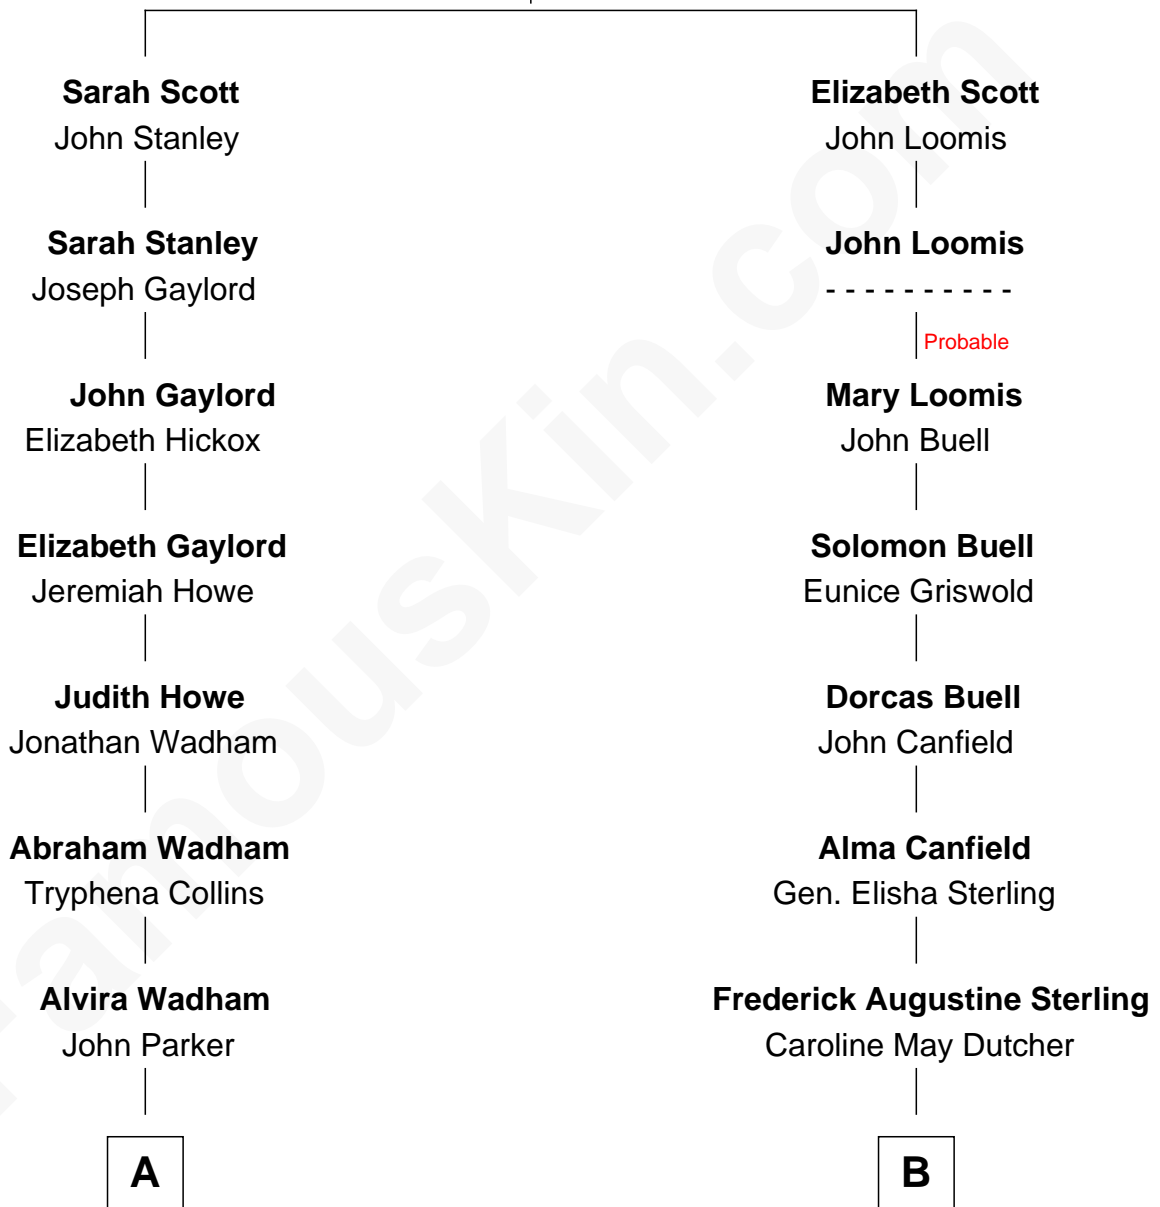 Sarah Scott
John Stanley
Sarah Stanley
Joseph Gaylord
John Gaylord
Elizabeth Hickox
Elizabeth Gaylord
Jeremiah Howe
Judith Howe
Jonathan Wadham
Abraham Wadham
Tryphena Collins
Alvira Wadham
John Parker
A
Elizabeth Scott
John Loomis
John Loomis
- - - - - - - - - -
Probable
Mary Loomis
John Buell
Solomon Buell
Eunice Griswold
Dorcas Buell
John Canfield
Alma Canfield
Gen. Elisha Sterling
Frederick Augustine Sterling
Caroline May Dutcher
B
FamousKin.com